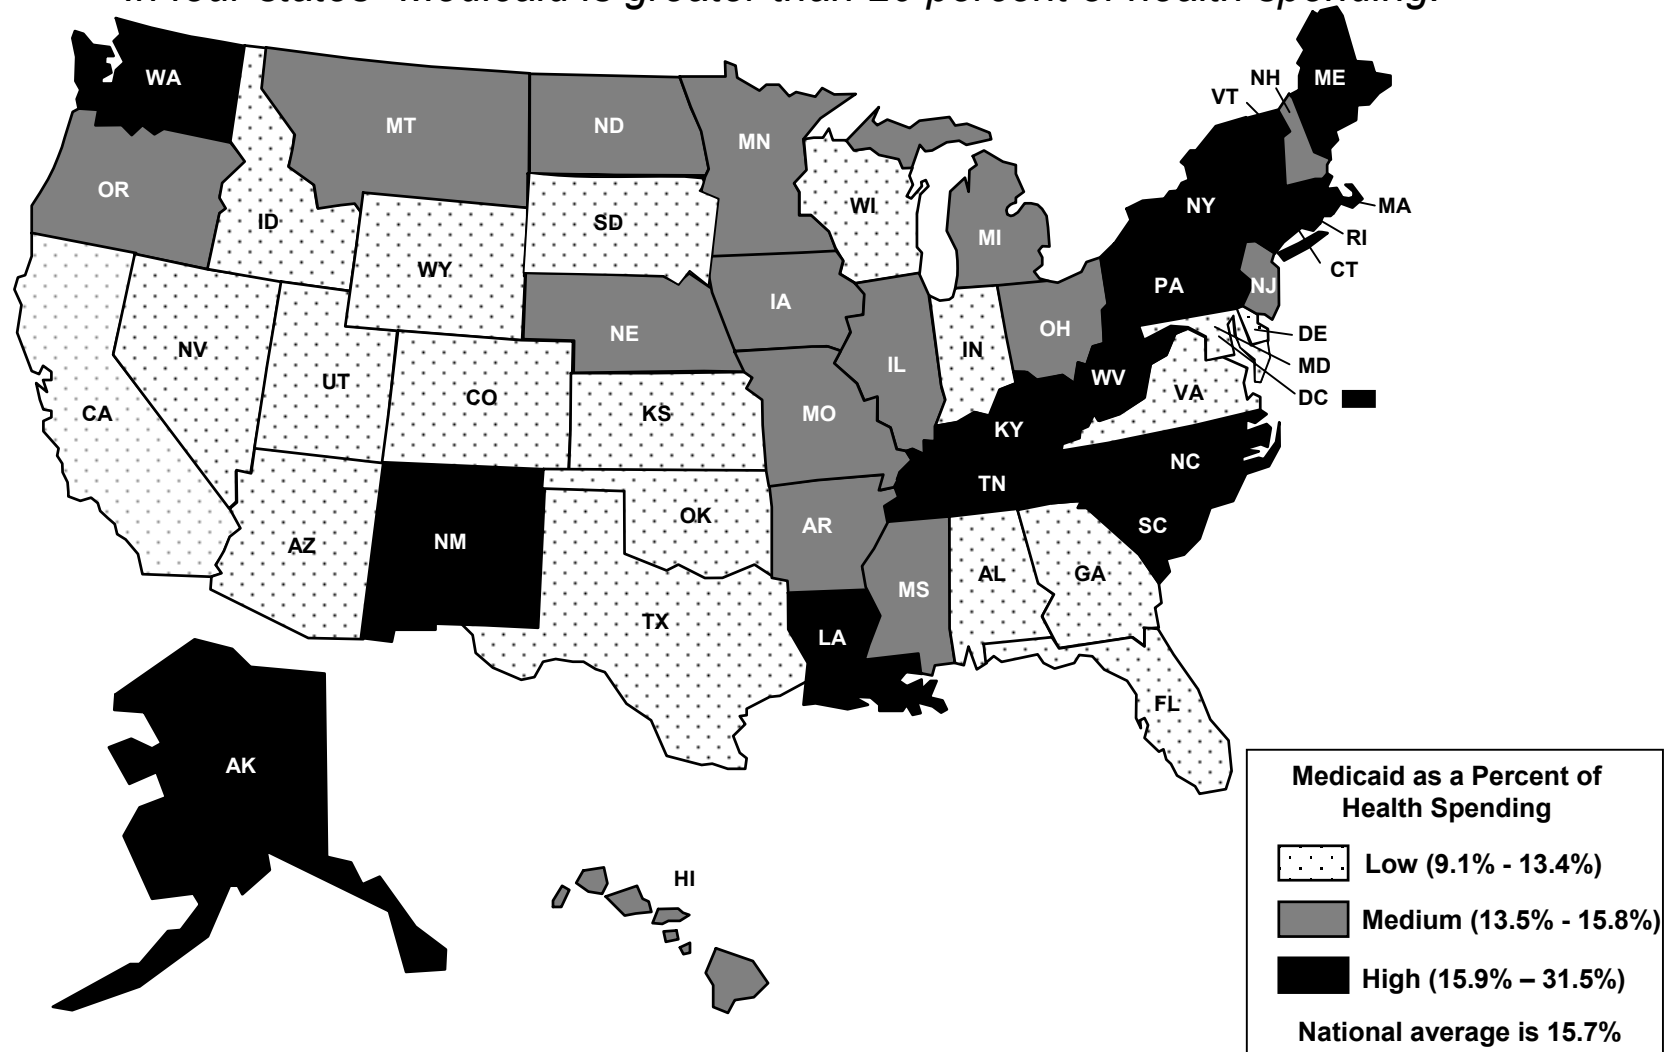 in four states Medicaid is greater than 20 percent of health spending.
WA
MT
ND
MN
NH
ME
VT
OR
ID
SD
WI
MI
NY
MA
RI
CT
WY
IA
PA
NJ
NE
OH
DE
NV
UT
CO
IL
IN
MD
WV
VA
DC
CA
KS
MO
KY
NC
TN
OK
AR
SC
AZ
NM
AL
GA
MS
TX
LA
FL
AK
HI
Medicaid as a Percent of
Health Spending
Low (9.1% - 13.4%)
Medium (13.5% - 15.8%)
High (15.9% – 31.5%)
National average is 15.7%